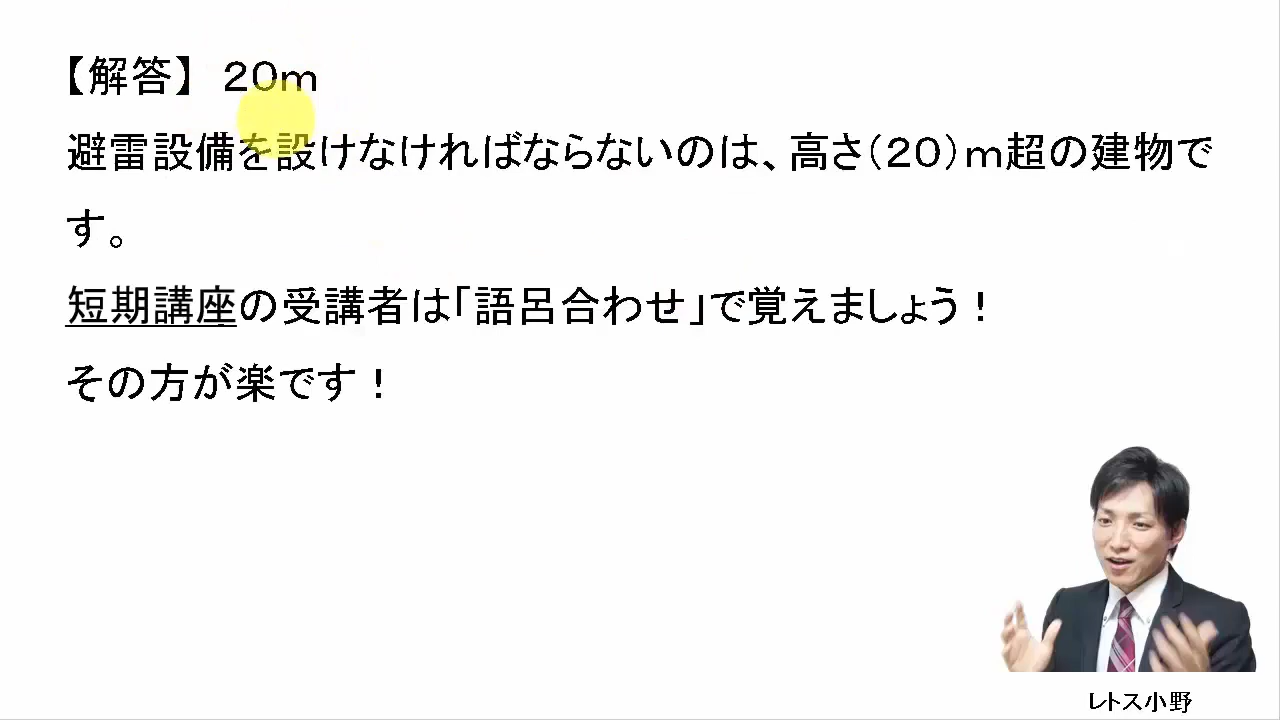 【解答】 20m
避雷設備を設けなければならないのは、高さ(20)m超の建物で
す。
短期講座の受講者は「語呂合わせ」で覚えましょう！
その方が楽です！
レトス小野